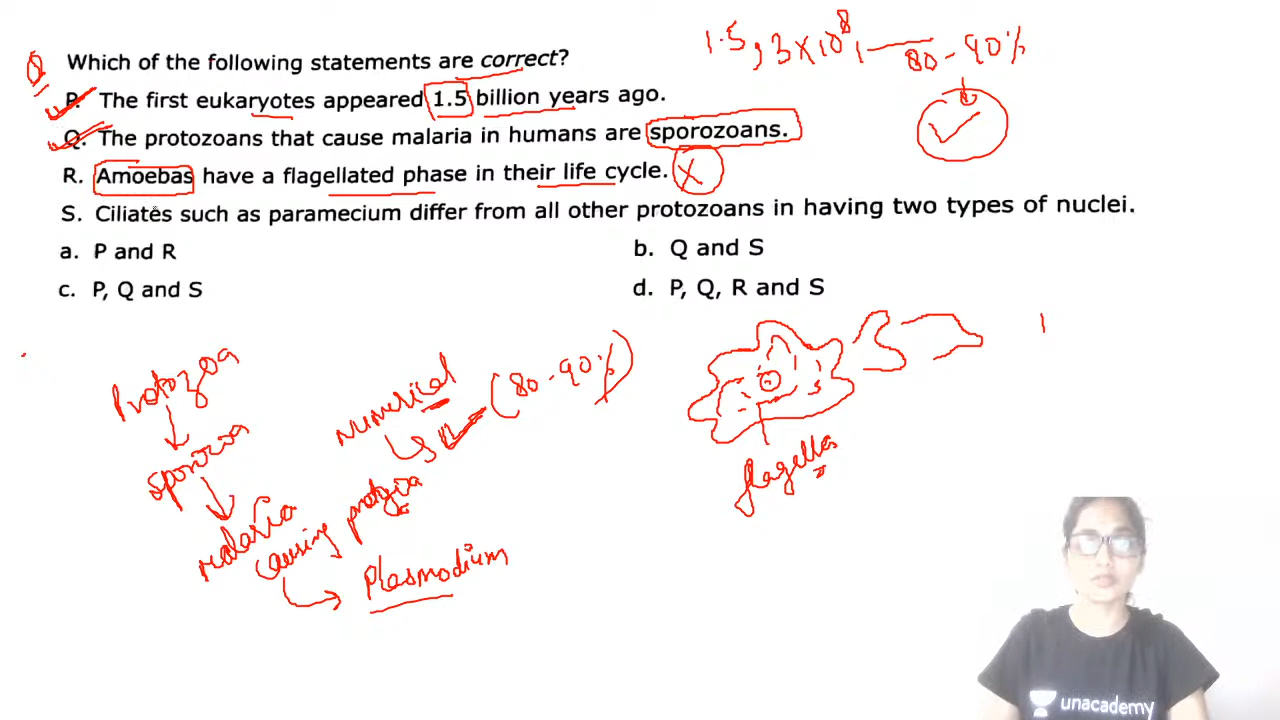 1.5, 3×10⁸, — 80-90%
Q Which of the following statements are correct?
P. The first eukaryotes appeared 1.5 billion years ago.
Q. The protozoans that cause malaria in humans are sporozoans.
R. Amoebas have a flagellated phase in their life cycle.
S. Ciliates such as paramecium differ from all other protozoans in having two types of nuclei.
a. P and R
b. Q and S
c. P, Q and S
d. P, Q, R and S
Protozoa
sporozoa
malaria
causing protozoa
Plasmodium
Numerical
(80-90%)
flagella
unacademy